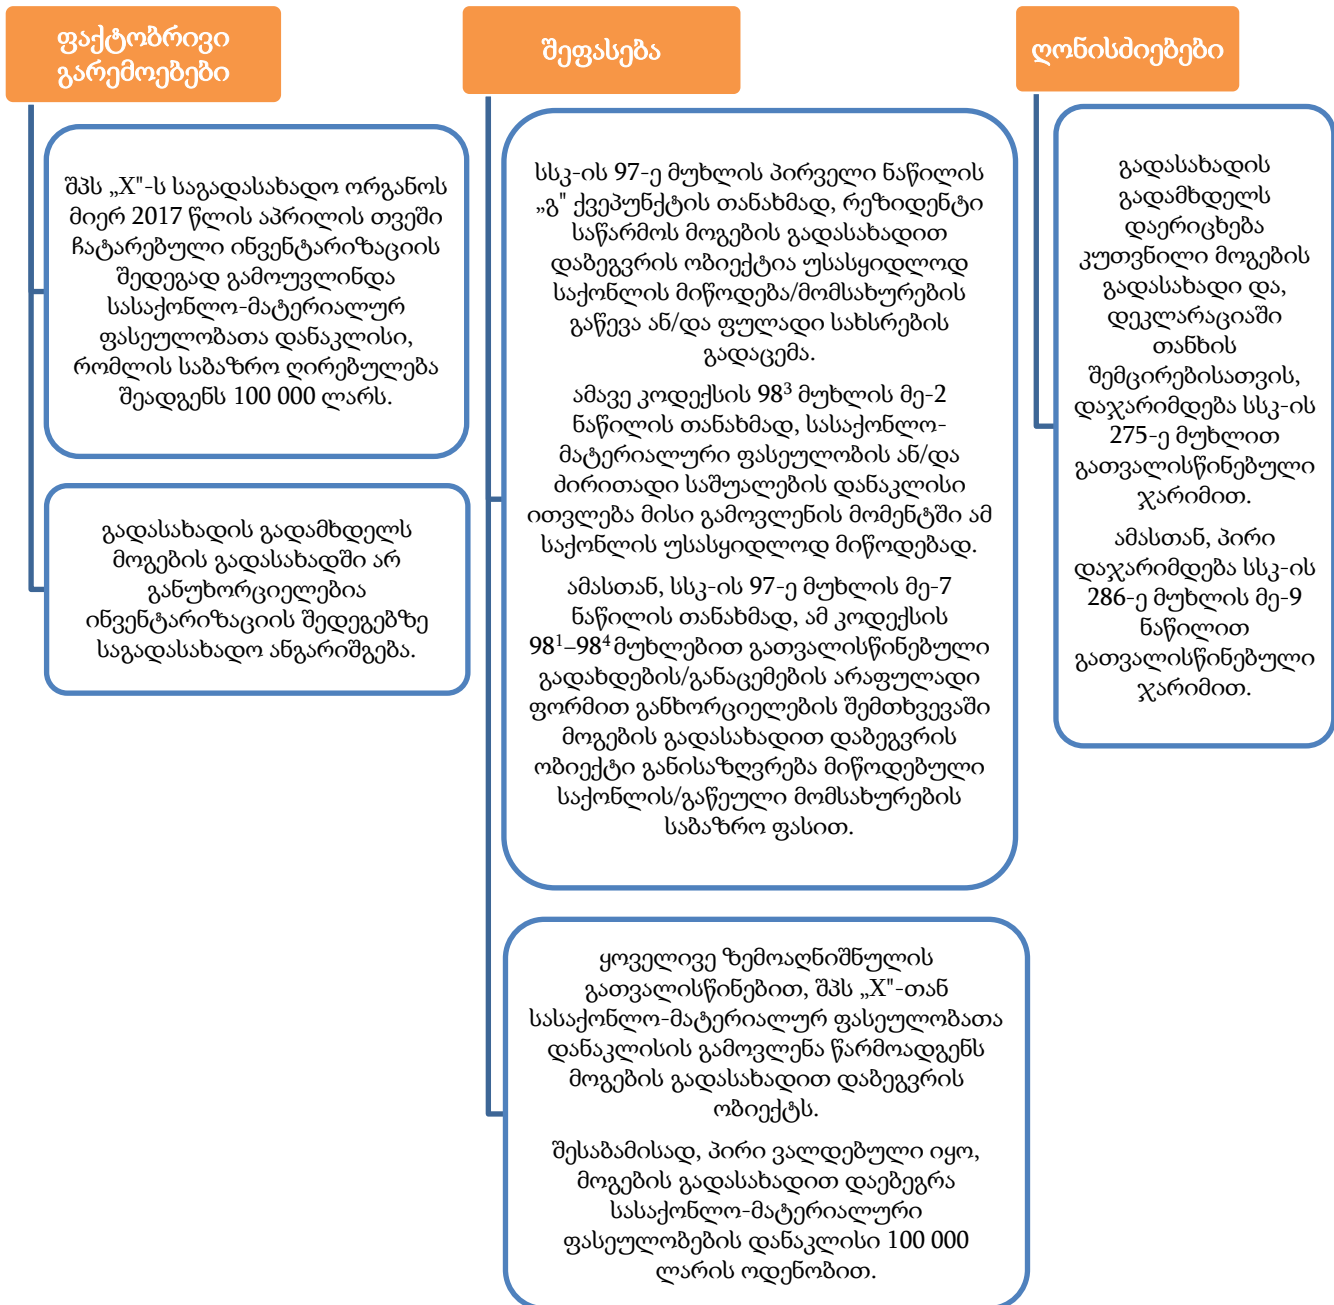 ფაქტობრივი
გარემოებები
შპს „X"-ს საგადასახადო ორგანოს
მიერ 2017 წლის აპრილის თვეში
ჩატარებული ინვენტარიზაციის
შედეგად გამოუვლინდა
სასაქონლო-მატერიალურ
ფასეულობათა დანაკლისი,
რომლის საბაზრო ღირებულება
შეადგენს 100 000 ლარს.
გადასახადის გადამხდელს
მოგების გადასახადში არ
განუხორციელებია
ინვენტარიზაციის შედეგებზე
საგადასახადო ანგარიშგება.
შეფასება
სსკ-ის 97-ე მუხლის პირველი ნაწილის
„გ" ქვეპუნქტის თანახმად, რეზიდენტი
საწარმოს მოგების გადასახადით
დაბეგვრის ობიექტია უსასყიდლოდ
საქონლის მიწოდება/მომსახურების
გაწევა ან/და ფულადი სახსრების
გადაცემა.
ამავე კოდექსის 98³ მუხლის მე-2
ნაწილის თანახმად, სასაქონლო-
მატერიალური ფასეულობის ან/და
ძირითადი საშუალების დანაკლისი
ითვლება მისი გამოვლენის მომენტში ამ
საქონლის უსასყიდლოდ მიწოდებად.
ამასთან, სსკ-ის 97-ე მუხლის მე-7
ნაწილის თანახმად, ამ კოდექსის
98¹–98⁴ მუხლებით გათვალისწინებული
გადახდების/განაცემების არაფულადი
ფორმით განხორციელების შემთხვევაში
მოგების გადასახადით დაბეგვრის
ობიექტი განისაზღვრება მიწოდებული
საქონლის/გაწეული მომსახურების
საბაზრო ფასით.
ყოველივე ზემოაღნიშნულის
გათვალისწინებით, შპს „X"-თან
სასაქონლო-მატერიალურ ფასეულობათა
დანაკლისის გამოვლენა წარმოადგენს
მოგების გადასახადით დაბეგვრის
ობიექტს.
შესაბამისად, პირი ვალდებული იყო,
მოგების გადასახადით დაებეგრა
სასაქონლო-მატერიალური
ფასეულობების დანაკლისი 100 000
ლარის ოდენობით.
ღონისძიებები
გადასახადის
გადამხდელს
დაერიცხება
კუთვნილი მოგების
გადასახადი და,
დეკლარაციაში
თანხის
შემცირებისათვის,
დაჯარიმდება სსკ-ის
275-ე მუხლით
გათვალისწინებული
ჯარიმით.
ამასთან, პირი
დაჯარიმდება სსკ-ის
286-ე მუხლის მე-9
ნაწილით
გათვალისწინებული
ჯარიმით.